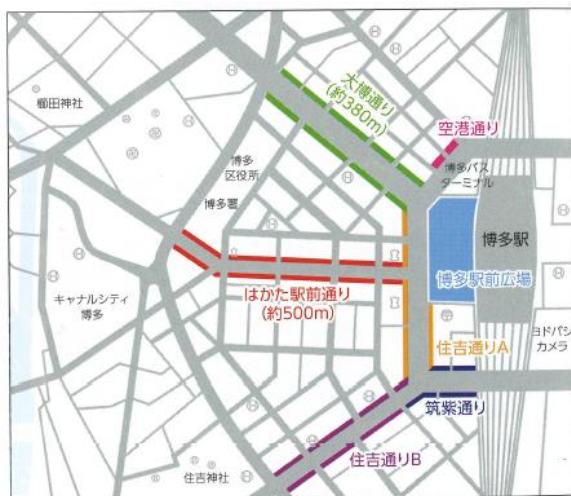 大博通り
(約380m)
空港通り
櫛田神社
博多
区役所
博多バス
ターミナル
博多署
博多駅
博多駅前広場
はかた駅前通り
(約500m)
キャナルシティ
博多
住吉通りA
ヨドバシ
カメラ
筑紫通り
住吉通りB
住吉神社